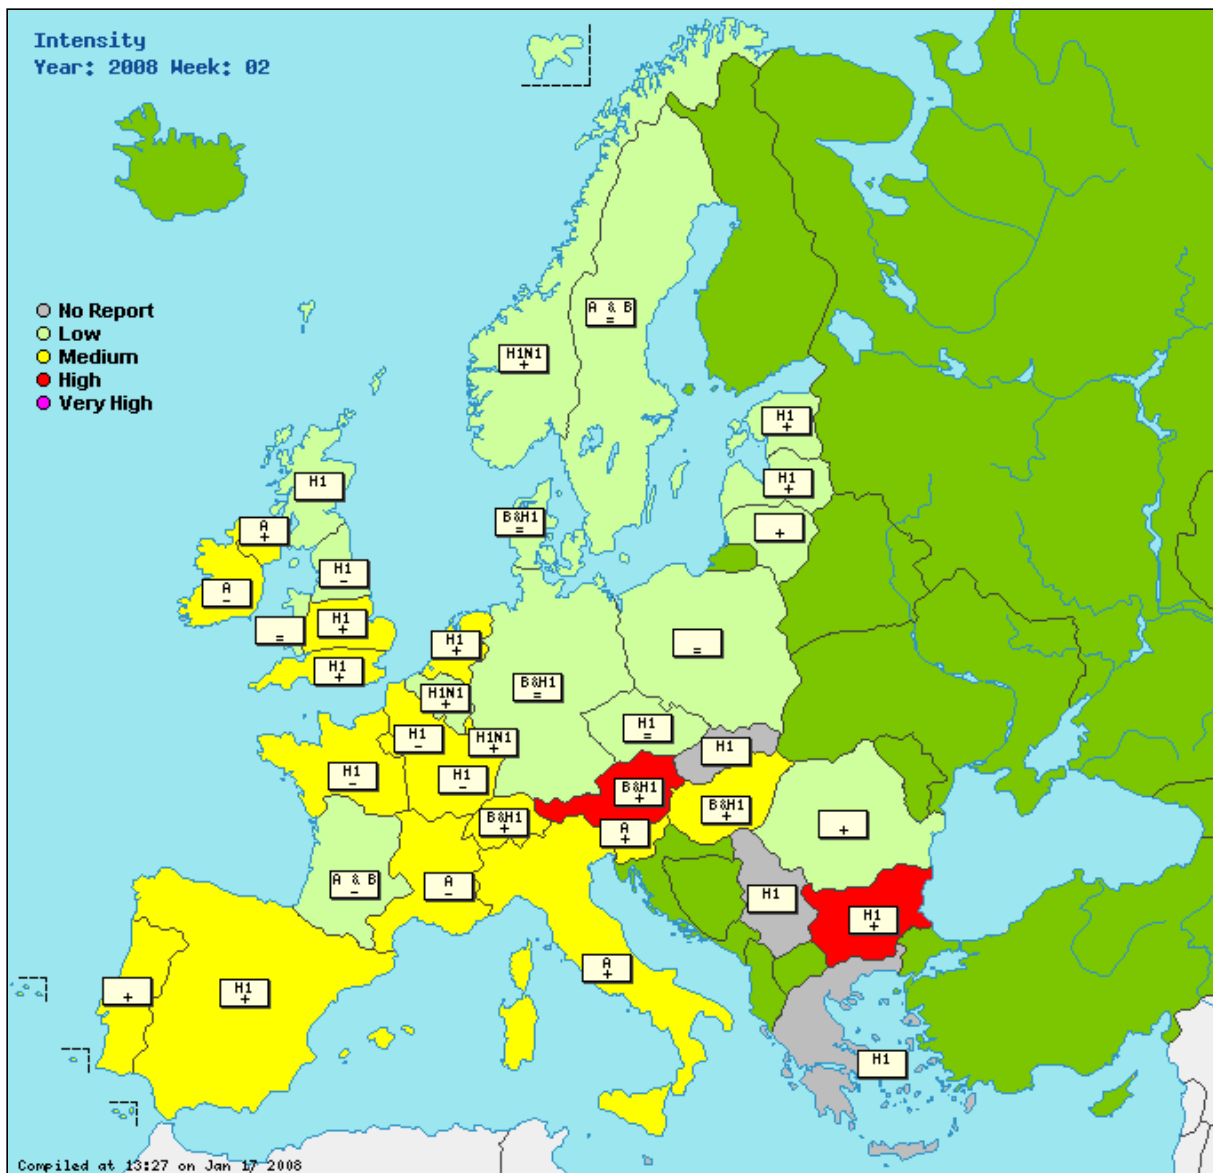 Intensity
Year: 2008 Week: 02
No Report
Low
Medium
High
Very High
A & B
=
H1N1
+
H1
+
H1
+
+
H1
A
+
B&H1
=
H1
-
A
-
H1
+
=
H1
+
=
H1
+
B&H1
=
H1N1
+
H1
=
H1
-
H1N1
+
H1
H1
-
H1
-
B&H1
+
B&H1
+
B&H1
+
A
+
+
A & B
-
A
-
H1
H1
+
A
+
+
H1
+
H1
Compiled at 13:27 on Jan 17 2008